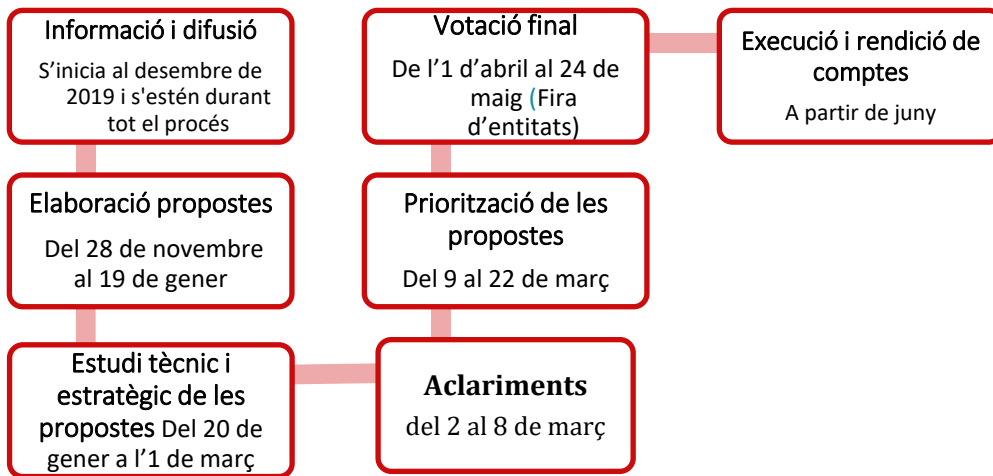 Informació i difusió
S’inicia al desembre de
2019 i s'estén durant
tot el procés
Elaboració propostes
Del 28 de novembre
al 19 de gener
Estudi tècnic i
estratègic de les
propostes Del 20 de
gener a l’1 de març
Aclariments
del 2 al 8 de març
Priorització de les
propostes
Del 9 al 22 de març
Votació final
De l’1 d’abril al 24 de
maig (Fira
d’entitats)
Execució i rendició de
comptes
A partir de juny